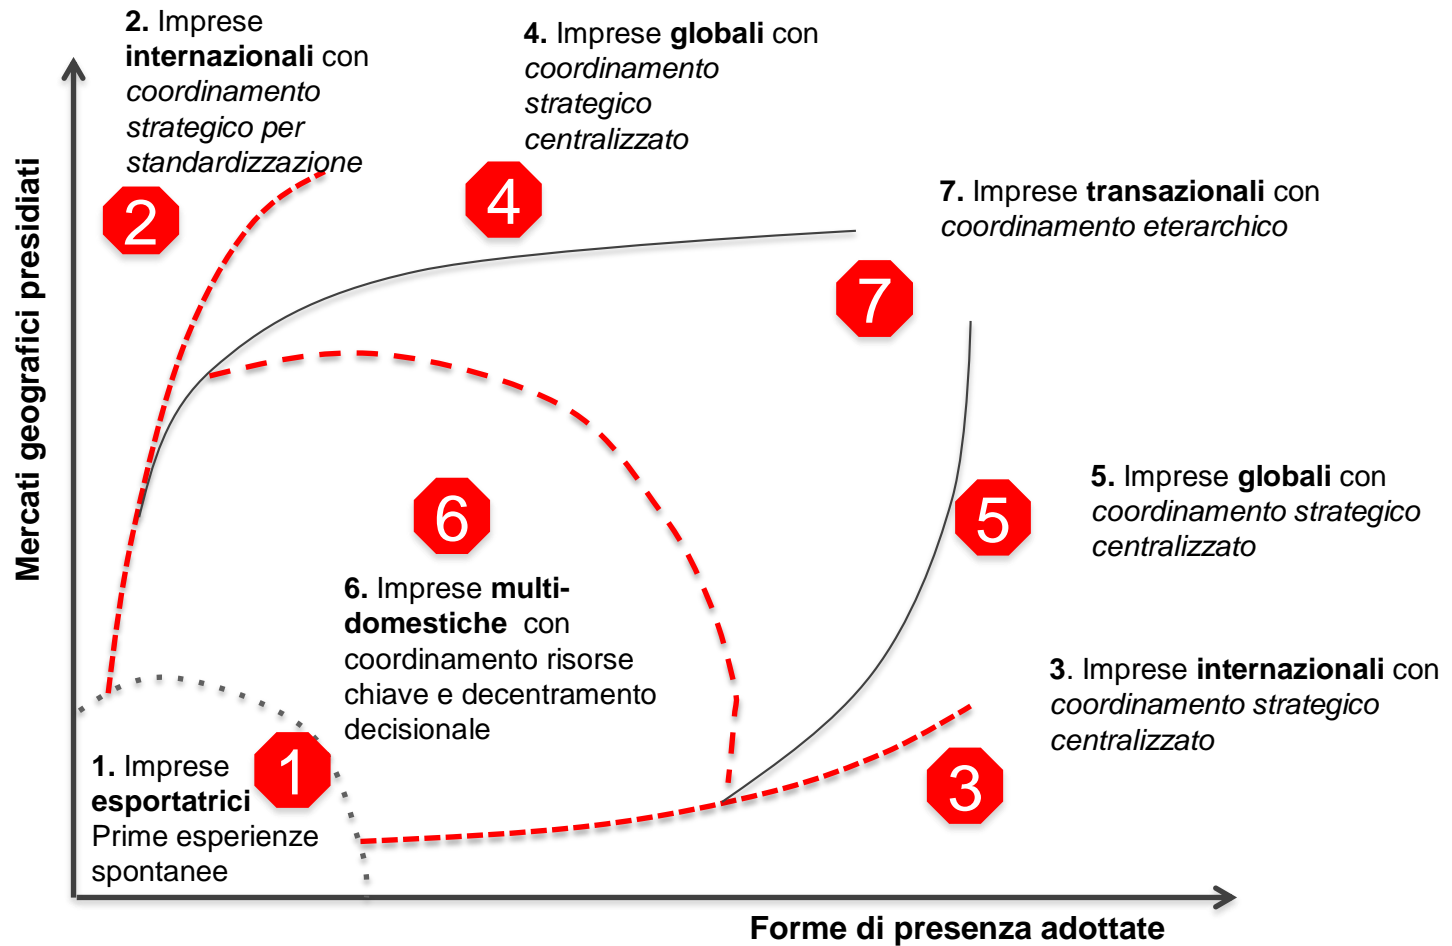 2. Imprese
internazionali con
coordinamento
strategico per
standardizzazione
4. Imprese globali con
coordinamento
strategico
centralizzato
2
4
7. Imprese transazionali con
coordinamento eterarchico
7
Mercati geografici presidiati
6
5
5. Imprese globali con
coordinamento strategico
centralizzato
6. Imprese multi-
domestiche con
coordinamento risorse
chiave e decentramento
decisionale
3. Imprese internazionali con
coordinamento strategico
centralizzato
1
3
1. Imprese
esportatrici
Prime esperienze
spontanee
Forme di presenza adottate